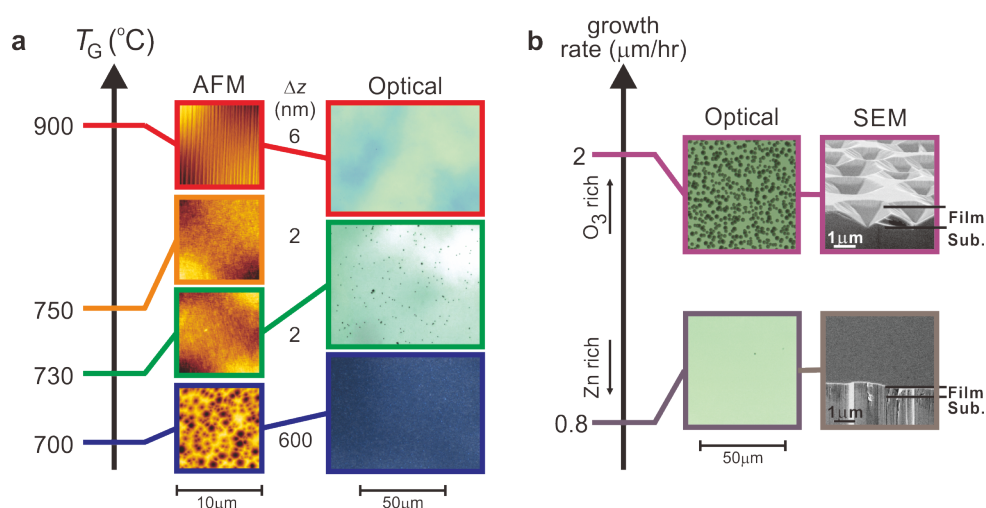 a
T_G (°C)
AFM
Δz
(nm)
Optical
900
6
750
2
730
2
700
600
10μm
50μm
b
growth
rate (μm/hr)
Optical
SEM
2
O₃ rich
Film
Sub.
1μm
Zn rich
0.8
Film
Sub.
1μm
50μm